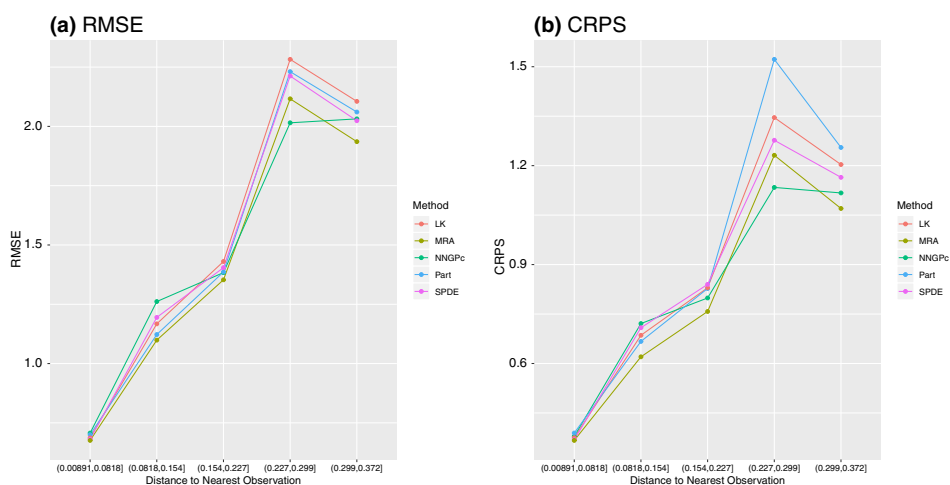 (a) RMSE
RMSE
2.0
1.5
1.0
(0.00891,0.0818]
(0.0818,0.154]
(0.154,0.227]
(0.227,0.299]
(0.299,0.372]
Distance to Nearest Observation
Method
LK
MRA
NNGPc
Part
SPDE
(b) CRPS
CRPS
1.5
1.2
0.9
0.6
(0.00891,0.0818]
(0.0818,0.154]
(0.154,0.227]
(0.227,0.299]
(0.299,0.372]
Distance to Nearest Observation
Method
LK
MRA
NNGPc
Part
SPDE